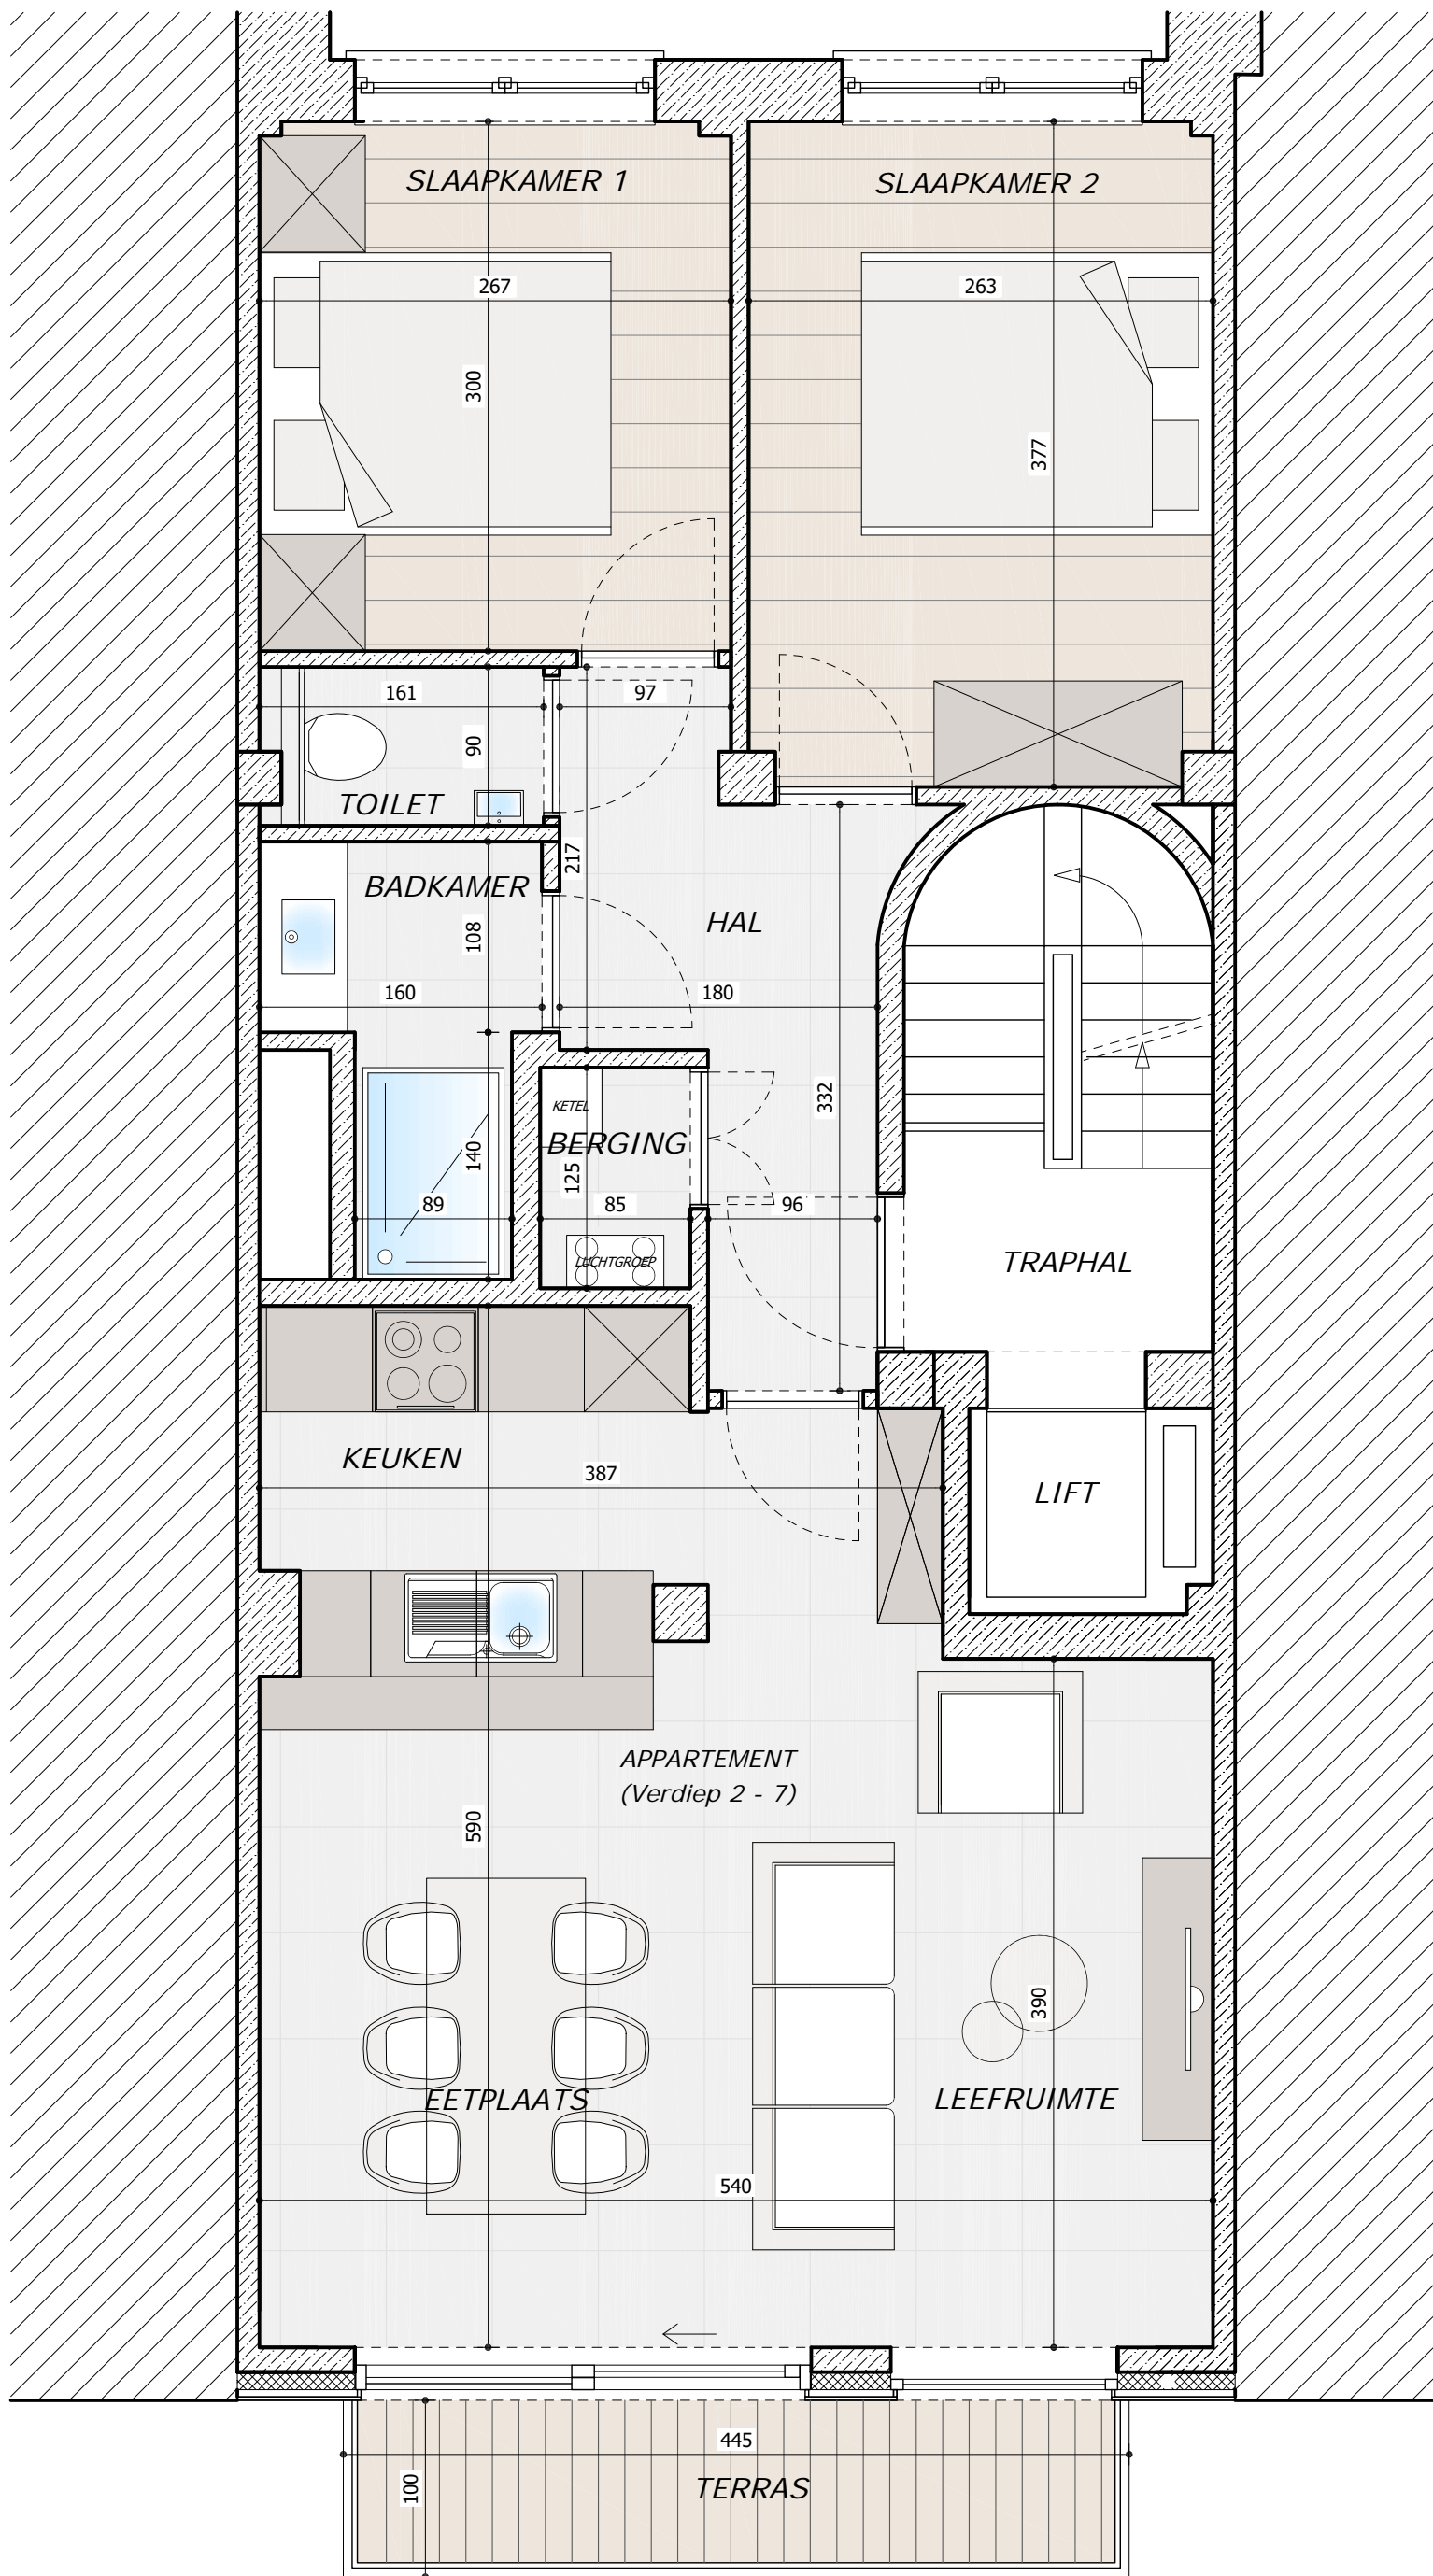 SLAAPKAMER 1
SLAAPKAMER 2
267
263
300
377
161
97
90
TOILET
217
BADKAMER
HAL
108
160
180
332
KETEL
BERGING
140
125
89
85
96
LUCHTGROEP
TRAPHAL
KEUKEN
387
LIFT
APPARTEMENT
(Verdiep 2 - 7)
590
390
EETPLAATS
LEEFRUIMTE
540
445
TERRAS
100